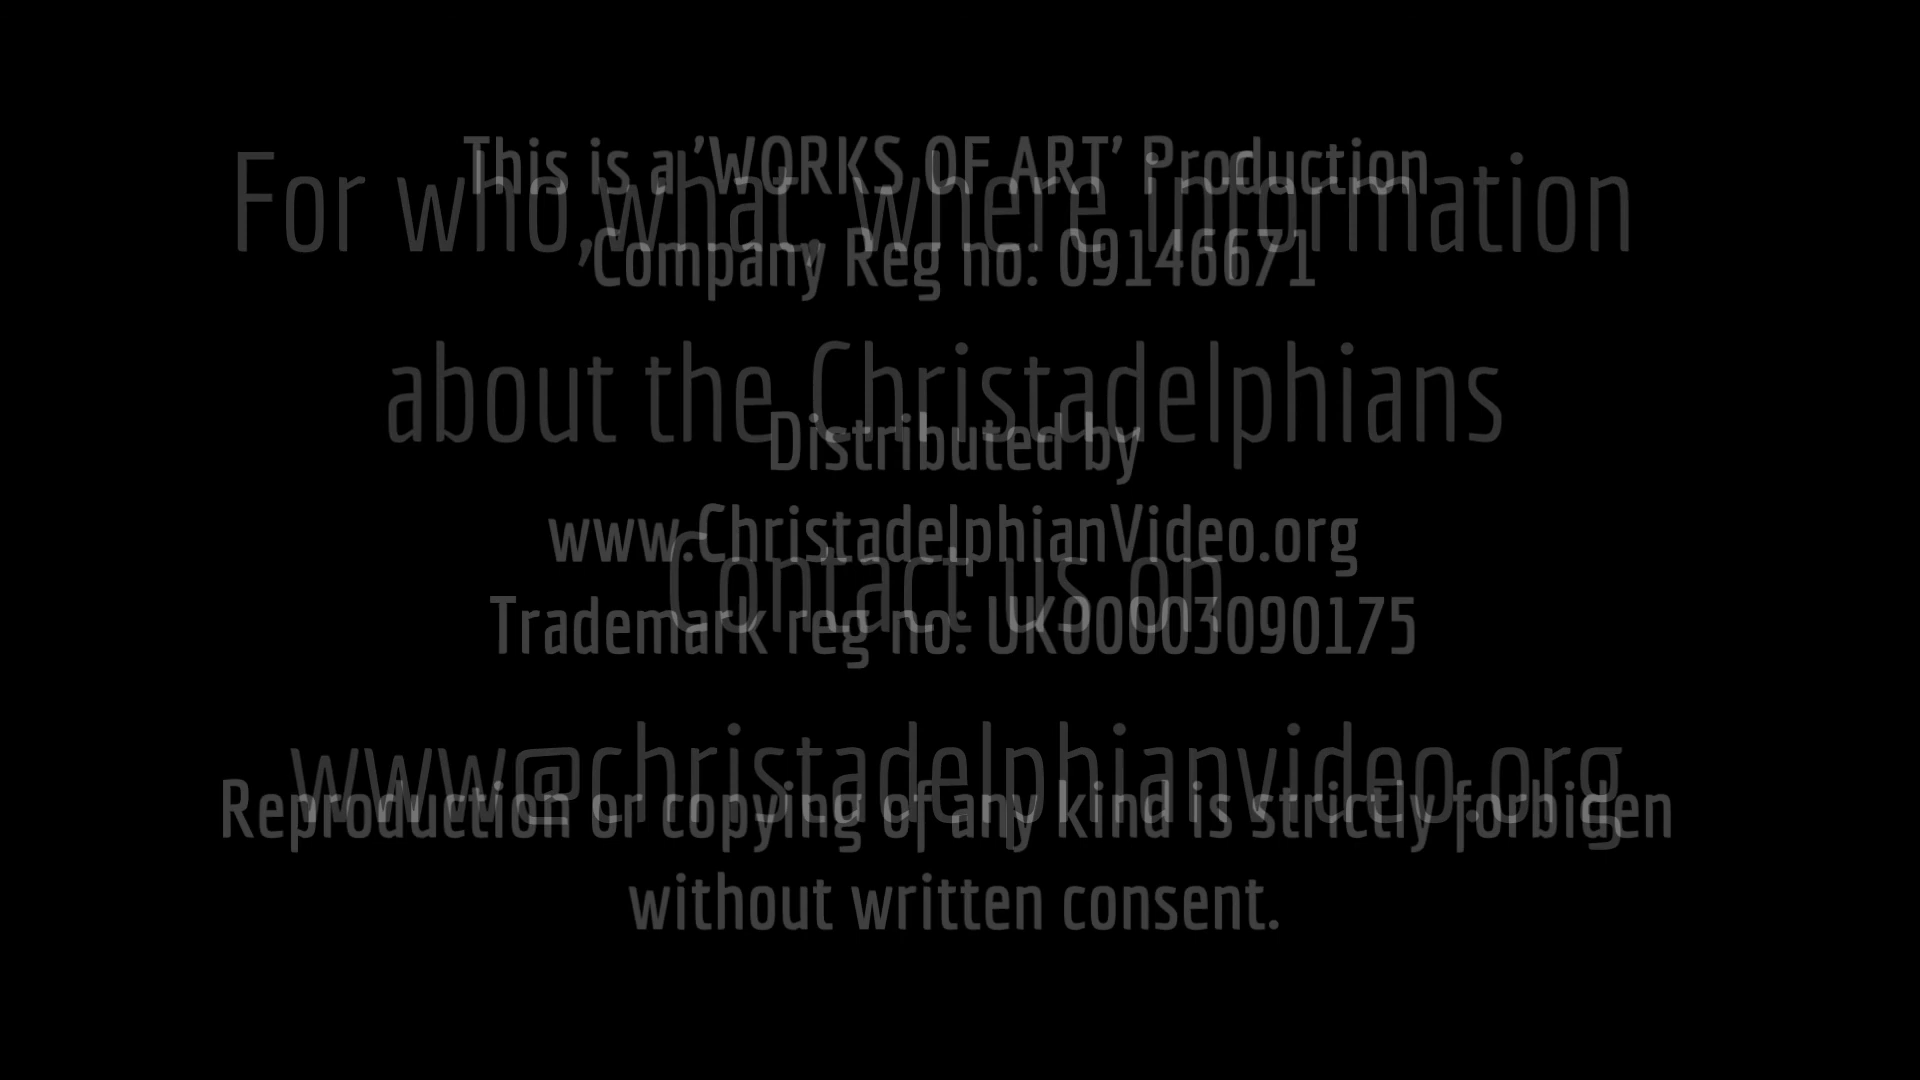 For who,what, where information
about the Christadelphians
Contact us on
www@christadelphianvideo.org
This is a 'WORKS OF ART' Production
Company Reg no: 09146671
Distributed by
www.ChristadelphianVideo.org
Trademark reg no: UK00003090175
Reproduction or copying of any kind is strictly forbiden
without written consent.